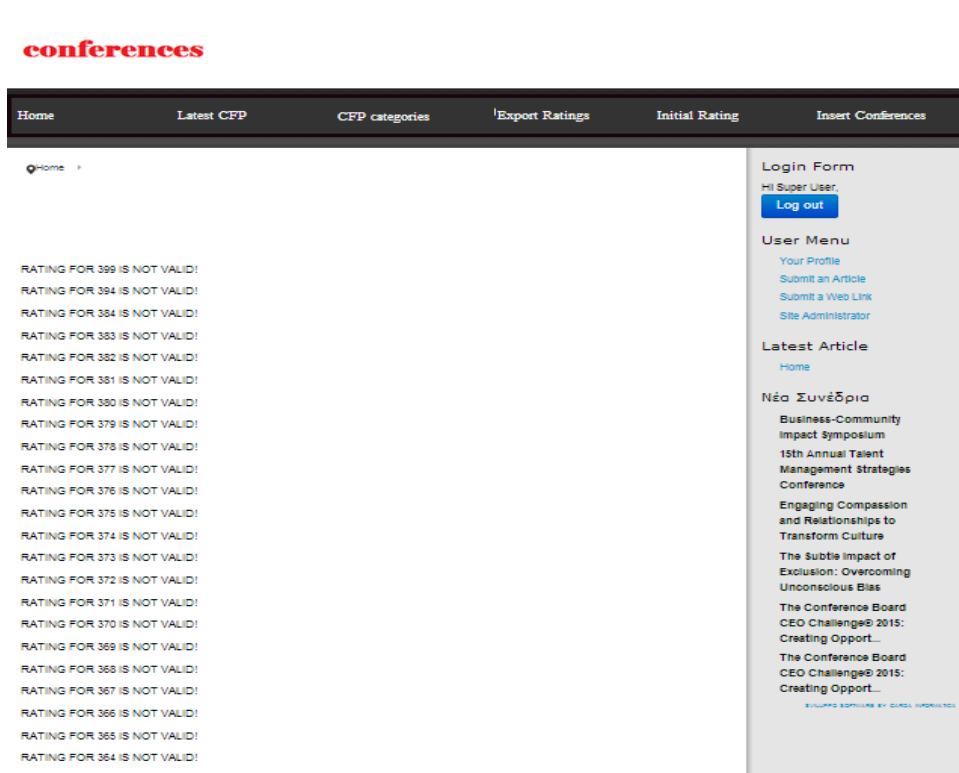 conferences
Home Latest CFP CFP categories Export Ratings Initial Rating Insert Conferences
Home
RATING FOR 399 IS NOT VALID!
RATING FOR 394 IS NOT VALID!
RATING FOR 384 IS NOT VALID!
RATING FOR 383 IS NOT VALID!
RATING FOR 382 IS NOT VALID!
RATING FOR 381 IS NOT VALID!
RATING FOR 380 IS NOT VALID!
RATING FOR 379 IS NOT VALID!
RATING FOR 378 IS NOT VALID!
RATING FOR 377 IS NOT VALID!
RATING FOR 376 IS NOT VALID!
RATING FOR 375 IS NOT VALID!
RATING FOR 374 IS NOT VALID!
RATING FOR 373 IS NOT VALID!
RATING FOR 372 IS NOT VALID!
RATING FOR 371 IS NOT VALID!
RATING FOR 370 IS NOT VALID!
RATING FOR 369 IS NOT VALID!
RATING FOR 368 IS NOT VALID!
RATING FOR 367 IS NOT VALID!
RATING FOR 366 IS NOT VALID!
RATING FOR 365 IS NOT VALID!
RATING FOR 364 IS NOT VALID!
Login Form
Hi Super User,
Log out
User Menu
Your Profile
Submit an Article
Submit a Web Link
Site Administrator
Latest Article
Home
Νέα Συνέδρια
Business-Community
Impact Symposium
15th Annual Talent
Management Strategies
Conference
Engaging Compassion
and Relationships to
Transform Culture
The Subtle Impact of
Exclusion: Overcoming
Unconscious Bias
The Conference Board
CEO Challenge® 2015:
Creating Opport...
The Conference Board
CEO Challenge® 2015:
Creating Opport...
SVILUPPO SOFTWARE BY GARDA INFORMATICA